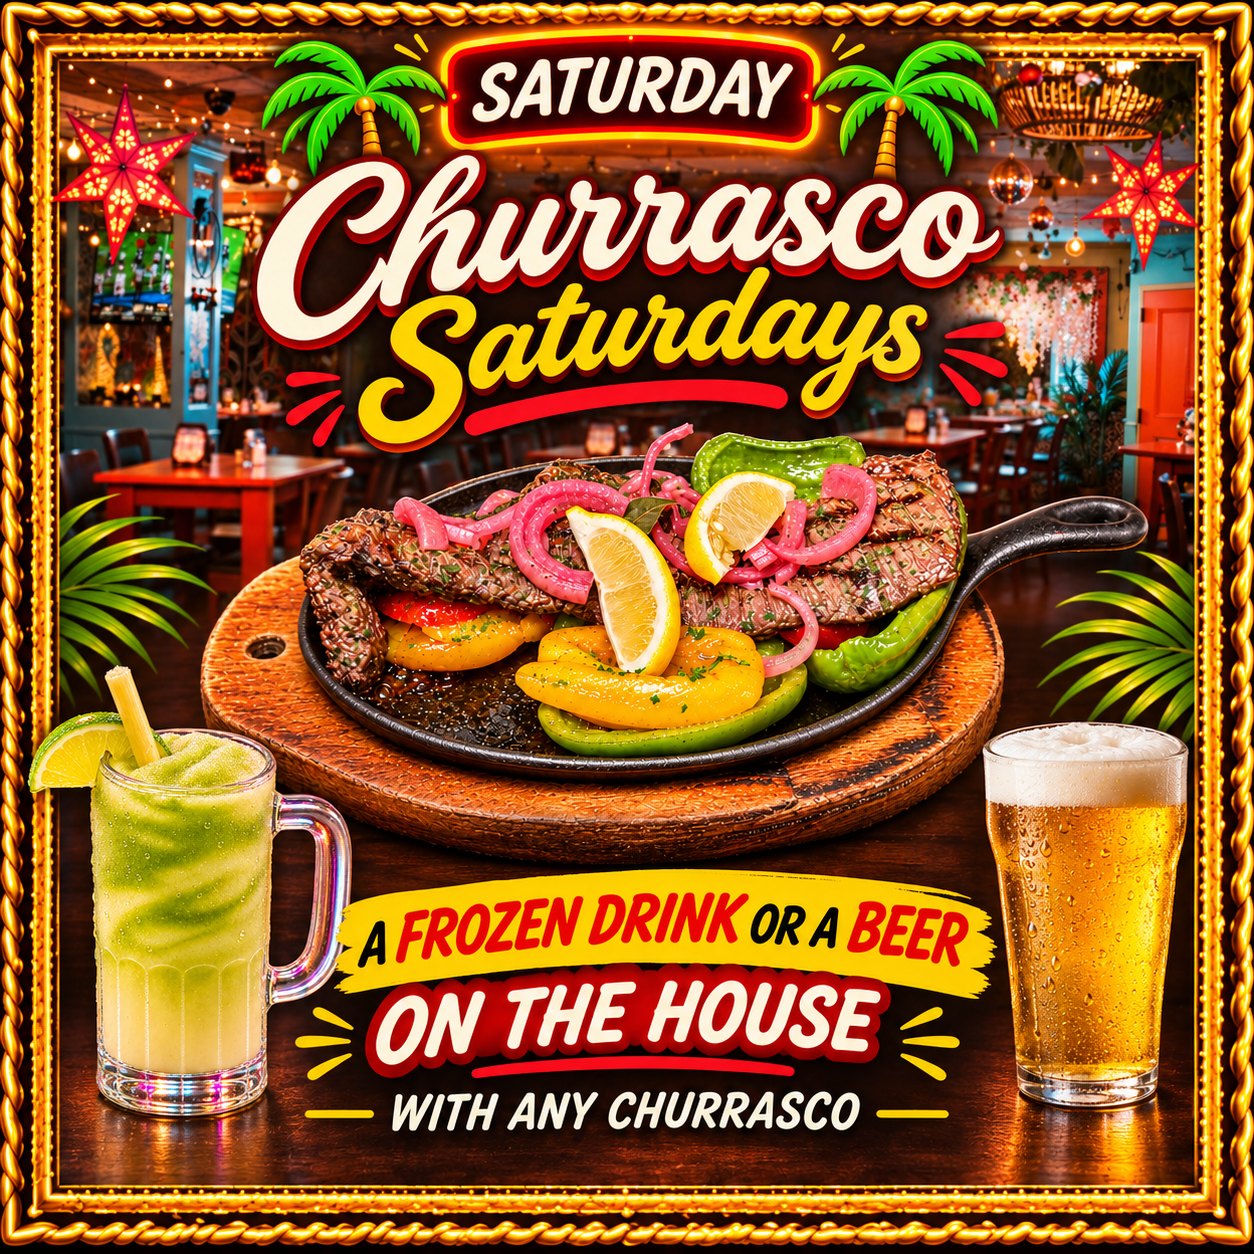 SATURDAY
Churrasco
Saturdays
A FROZEN DRINK OR A BEER
ON THE HOUSE
WITH ANY CHURRASCO